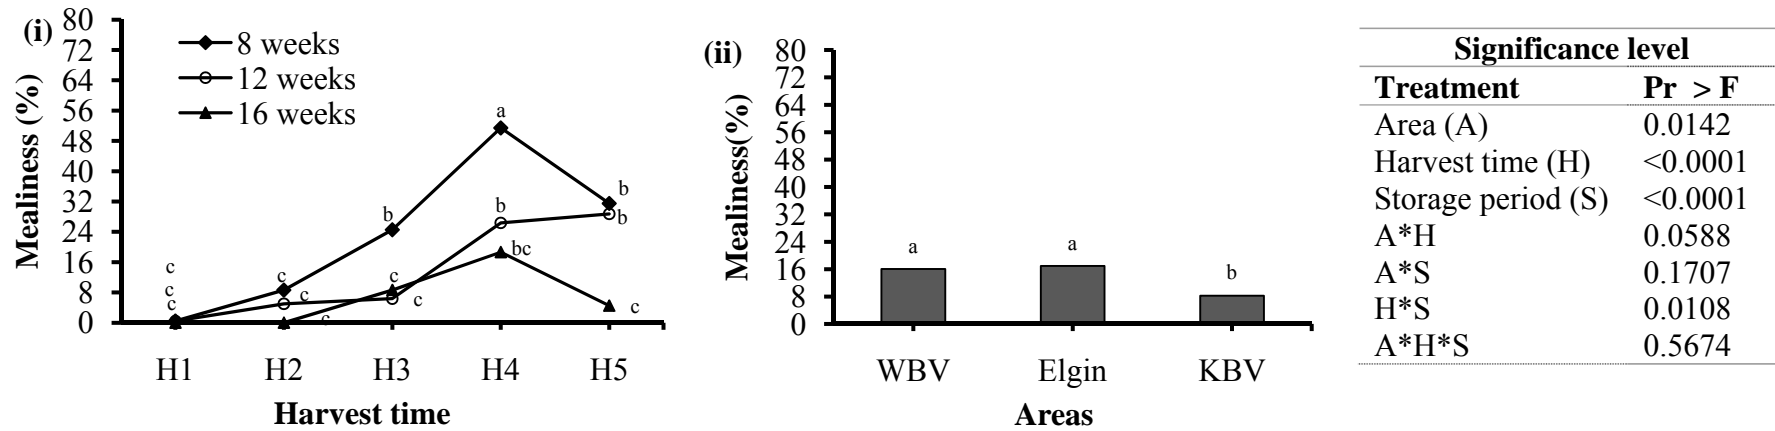 (i)
80
72
64
56
48
40
32
24
16
8
0
Mealiness (%)
8 weeks
12 weeks
16 weeks
a
b
b
b
b
bc
c
c
c
c
c
c
c
c
c
H1 H2 H3 H4 H5
Harvest time
(ii)
80
72
64
56
48
40
32
24
16
8
0
Mealiness(%)
a
a
b
WBV Elgin KBV
Areas
Significance level
Treatment Pr > F
Area (A) 0.0142
Harvest time (H) <0.0001
Storage period (S) <0.0001
A*H 0.0588
A*S 0.1707
H*S 0.0108
A*H*S 0.5674